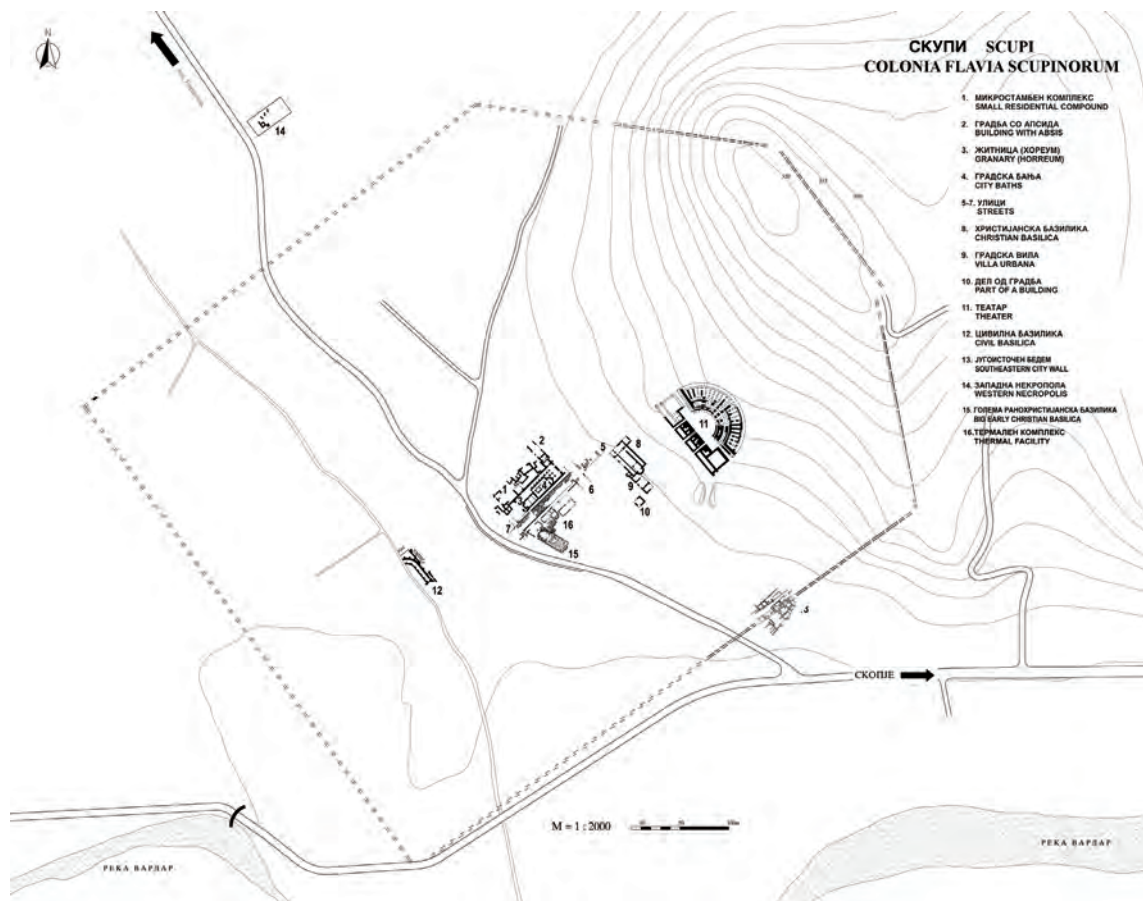 N
СКУПИ SCUPI
COLONIA FLAVIA SCUPINORUM
1. МИКРОСТАМБЕН КОМПЛЕКС
SMALL RESIDENTIAL COMPOUND
2. ГРАДБА СО АПСИДА
BUILDING WITH ABSIS
3. ЖИТНИЦА (ХОРЕУМ)
GRANARY (HORREUM)
4. ГРАДСКА БАЊА
CITY BATHS
5-7. УЛИЦИ
STREETS
8. ХРИСТИЈАНСКА БАЗИЛИКА
CHRISTIAN BASILICA
9. ГРАДСКА ВИЛА
VILLA URBANA
10. ДЕЛ ОД ГРАДБА
PART OF A BUILDING
11. ТЕАТАР
THEATER
12. ЦИВИЛНА БАЗИЛИКА
CIVIL BASILICA
13. ЈУГОИСТОЧЕН БЕДЕМ
SOUTHEASTERN CITY WALL
14. ЗАПАДНА НЕКРОПОЛА
WESTERN NECROPOLIS
15. ГОЛЕМА РАНОХРИСТИЈАНСКА БАЗИЛИКА
BIG EARLY CHRISTIAN BASILICA
16. ТЕРМАЛЕН КОМПЛЕКС
THERMAL FACILITY
14
11
2
5
8
6
9
10
7
16
15
12
СКОПЈЕ
М = 1 : 2000
РЕКА ВАРДАР
РЕКА ВАРДАР